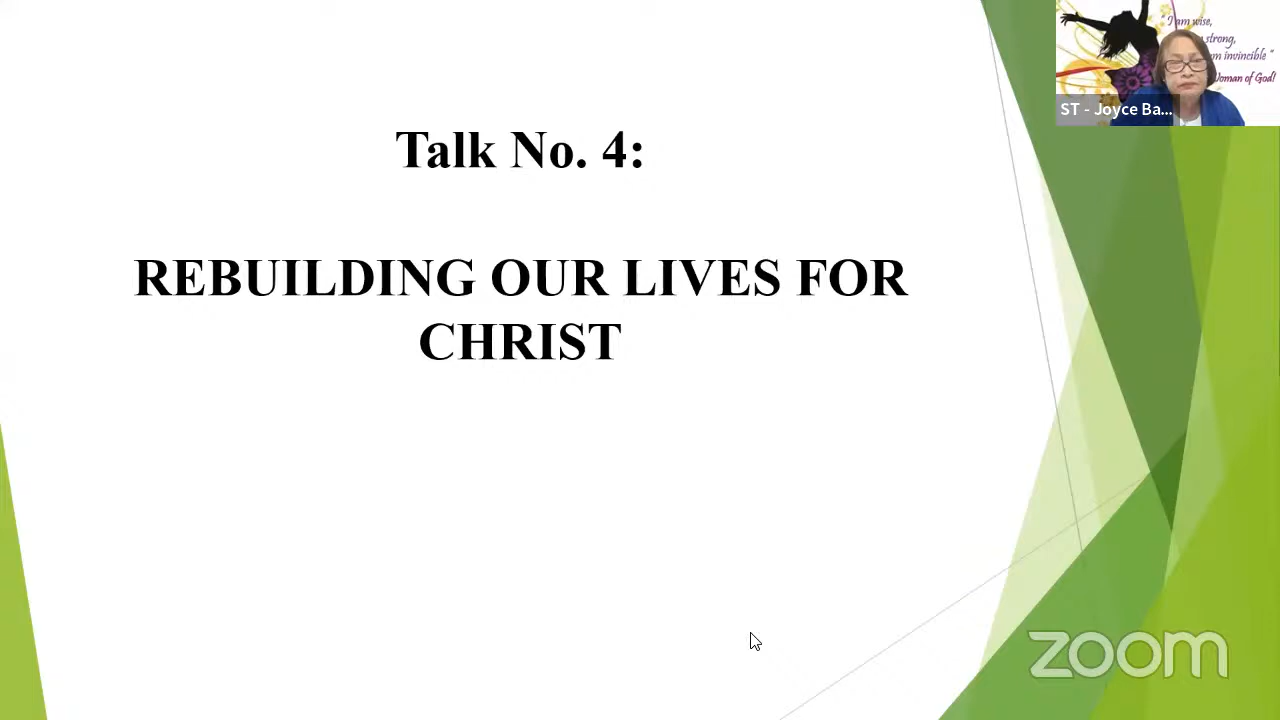 Talk No. 4:
REBUILDING OUR LIVES FOR
CHRIST
"I am wise,
strong,
am invincible"
Woman of God!
ST - Joyce Ba...
zoom